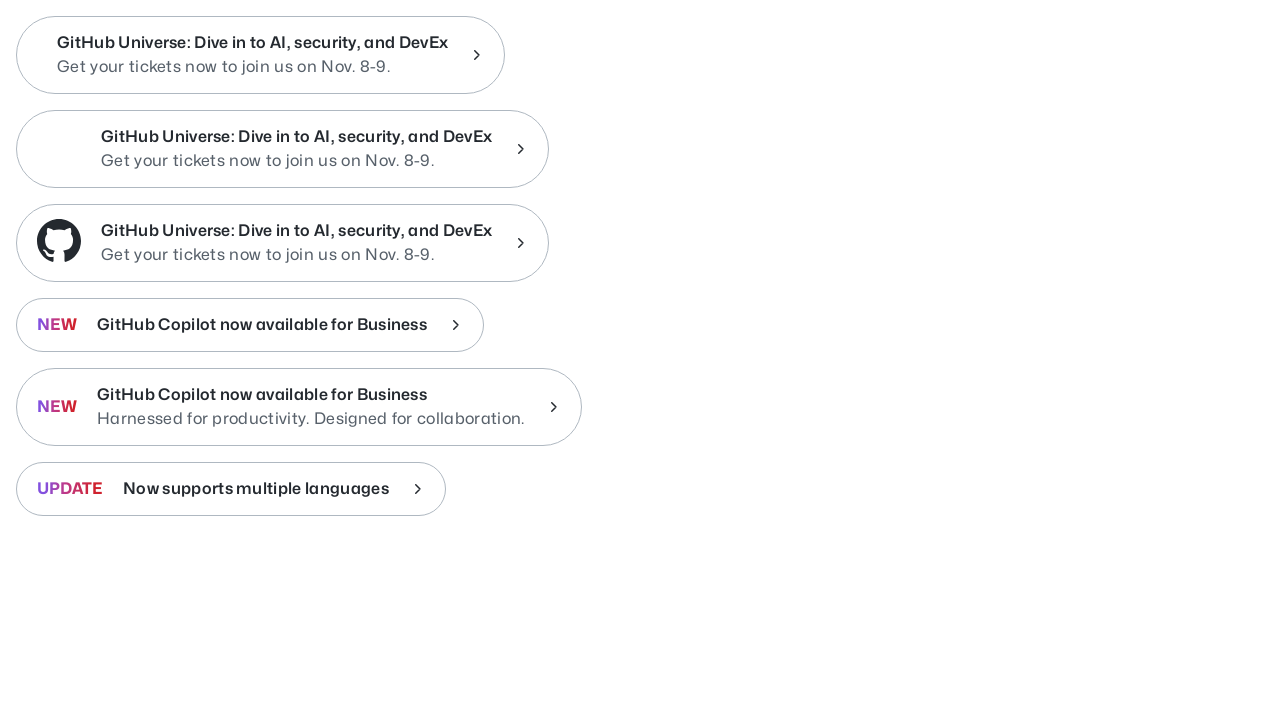 GitHub Universe: Dive in to AI, security, and DevEx
Get your tickets now to join us on Nov. 8-9.
GitHub Universe: Dive in to AI, security, and DevEx
Get your tickets now to join us on Nov. 8-9.
GitHub Universe: Dive in to AI, security, and DevEx
Get your tickets now to join us on Nov. 8-9.
NEW GitHub Copilot now available for Business
NEW GitHub Copilot now available for Business
Harnessed for productivity. Designed for collaboration.
UPDATE Now supports multiple languages